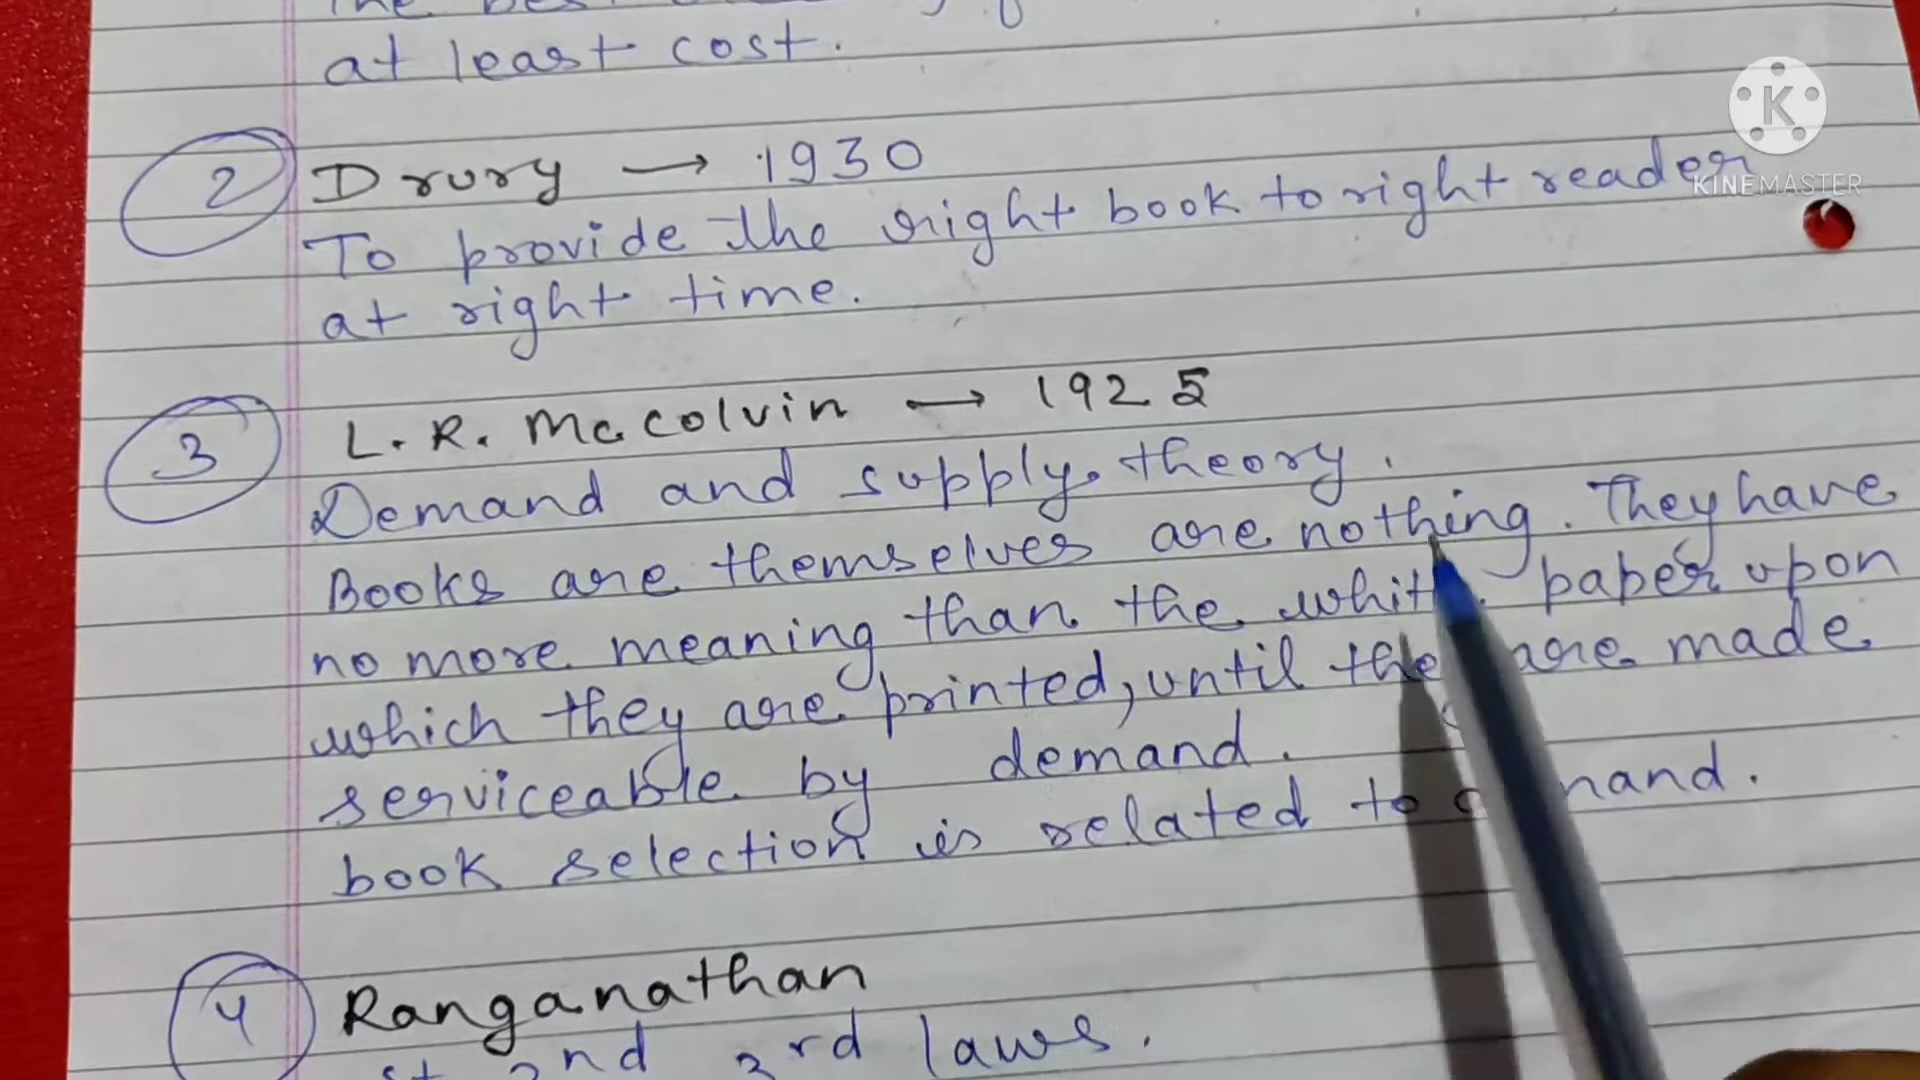 at least cost.
2 Drury → 1930
To provide the right book to right reader
at right time.
3 L. R. Mc colvin → 1925
Demand and supply theory.
Books are themselves are nothing. They have
no more meaning than the white paper upon
which they are printed, until they are made
serviceable by demand.
book selection is related to demand.
4 Ranganathan
2nd 3rd laws.
K
KINEMASTER